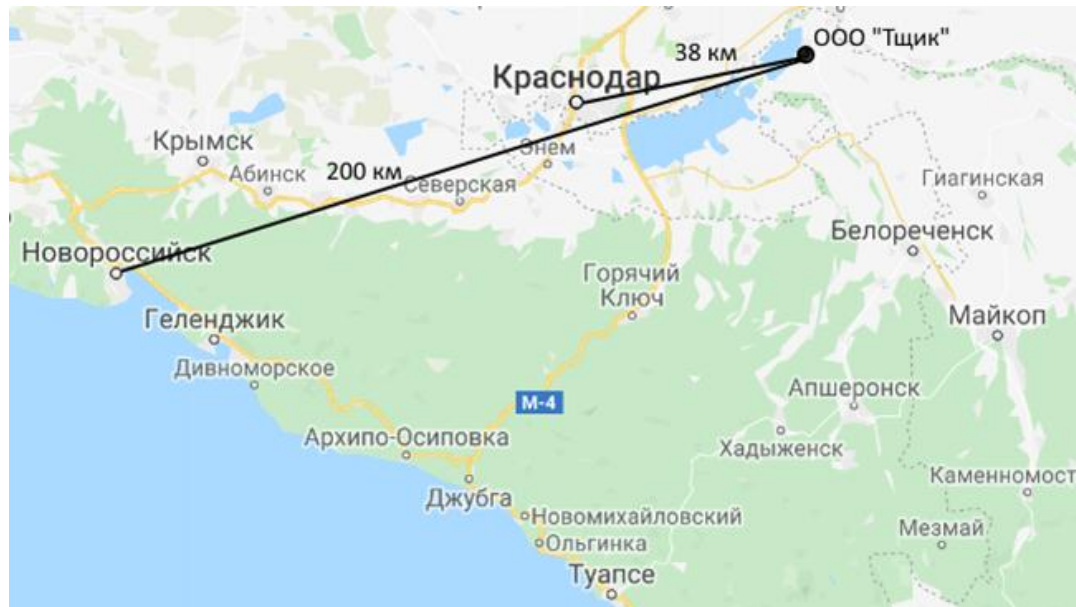 ООО "Тщик"
38 км
Краснодар
Крымск
Энем
Абинск
200 км
Северская
Гиагинская
Белореченск
Новороссийск
Горячий
Ключ
Геленджик
Майкоп
Дивноморское
Апшеронск
М-4
Архипо-Осиповка
Хадыженск
Каменномост
Джубга
Новомихайловский
Мезмай
Ольгинка
Туапсе